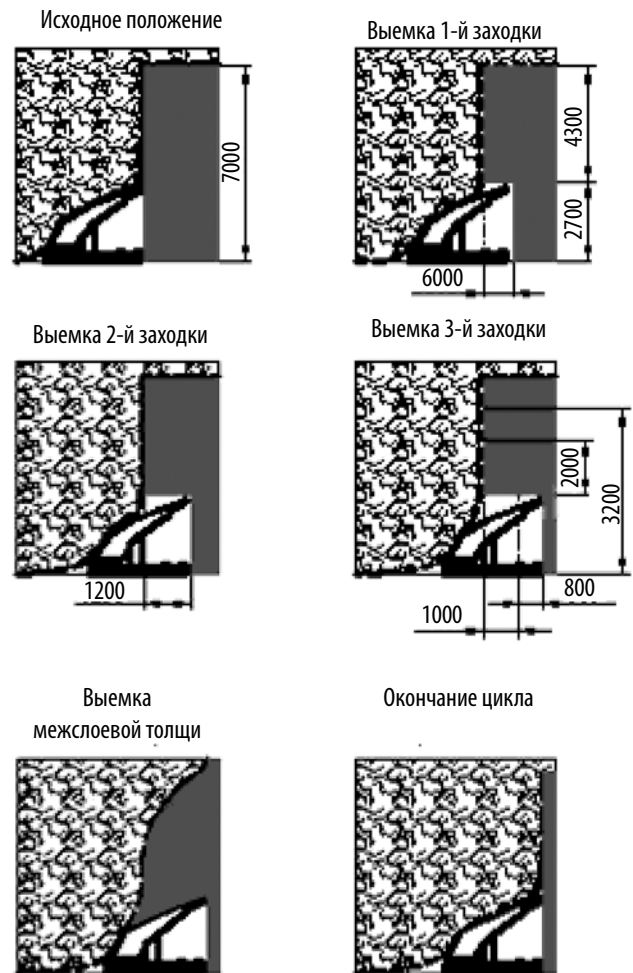 Исходное положение
Выемка 1-й заходки
7000
4300
2700
6000
Выемка 2-й заходки
Выемка 3-й заходки
2000
3200
1200
800
1000
Выемка
межслоевой толщи
Окончание цикла